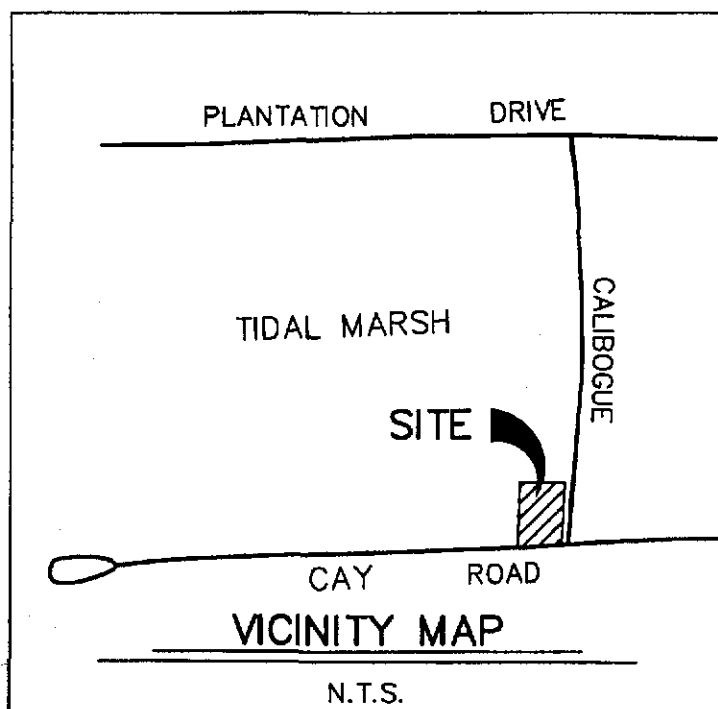 PLANTATION DRIVE
CALIBOGUE
TIDAL MARSH
SITE
CAY ROAD
VICINITY MAP
N.T.S.